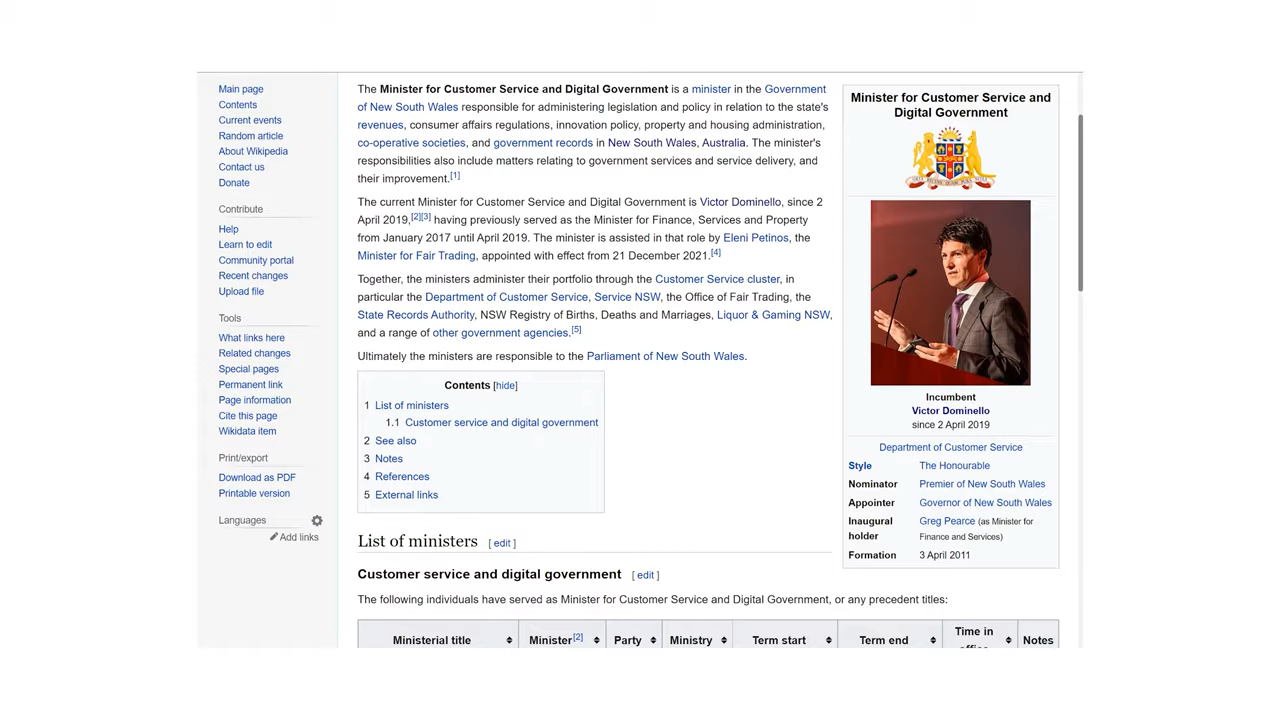 Main page
Contents
Current events
Random article
About Wikipedia
Contact us
Donate
Contribute
Help
Learn to edit
Community portal
Recent changes
Upload file
Tools
What links here
Related changes
Special pages
Permanent link
Page information
Cite this page
Wikidata item
Print/export
Download as PDF
Printable version
Languages
Add links
The Minister for Customer Service and Digital Government is a minister in the Government
of New South Wales responsible for administering legislation and policy in relation to the state's
revenues, consumer affairs regulations, innovation policy, property and housing administration,
co-operative societies, and government records in New South Wales, Australia. The minister's
responsibilities also include matters relating to government services and service delivery, and
their improvement.[1]
The current Minister for Customer Service and Digital Government is Victor Dominello, since 2
April 2019,[2][3] having previously served as the Minister for Finance, Services and Property
from January 2017 until April 2019. The minister is assisted in that role by Eleni Petinos, the
Minister for Fair Trading, appointed with effect from 21 December 2021.[4]
Together, the ministers administer their portfolio through the Customer Service cluster, in
particular the Department of Customer Service, Service NSW, the Office of Fair Trading, the
State Records Authority, NSW Registry of Births, Deaths and Marriages, Liquor & Gaming NSW,
and a range of other government agencies.[5]
Ultimately the ministers are responsible to the Parliament of New South Wales.
Contents [hide]
1 List of ministers
1.1 Customer service and digital government
2 See also
3 Notes
4 References
5 External links
List of ministers [ edit ]
Customer service and digital government [ edit ]
The following individuals have served as Minister for Customer Service and Digital Government, or any precedent titles:
Ministerial title Minister[2] Party Ministry Term start Term end Time in Notes
Minister for Customer Service and
Digital Government
Incumbent
Victor Dominello
since 2 April 2019
Department of Customer Service
Style The Honourable
Nominator Premier of New South Wales
Appointer Governor of New South Wales
Inaugural holder Greg Pearce (as Minister for
Finance and Services)
Formation 3 April 2011